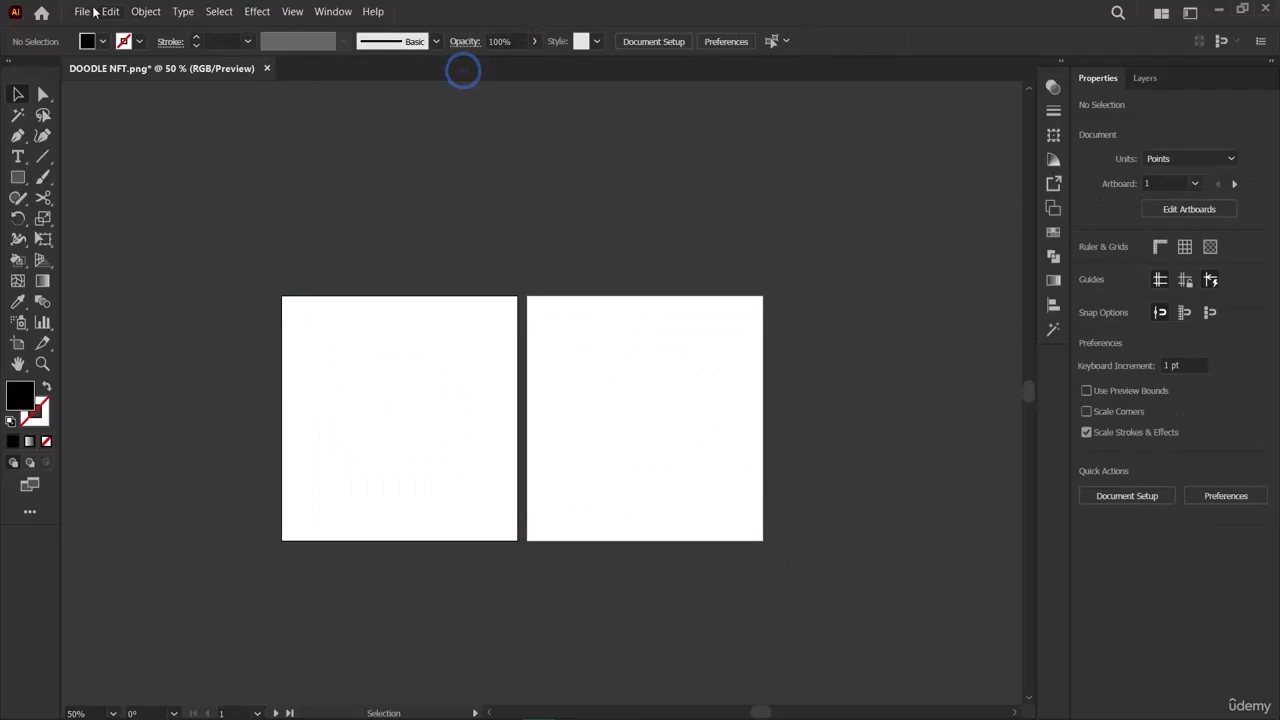 Ai File Edit Object Type Select Effect View Window Help
No Selection Stroke: Basic Opacity: 100% Style: Document Setup Preferences
DOODLE NFT.png* @ 50 % (RGB/Preview) ×
Properties Layers
No Selection
Document
Units: Points
Artboard: 1
Edit Artboards
Ruler & Grids
Guides
Snap Options
Preferences
Keyboard Increment: 1 pt
Use Preview Bounds
Scale Corners
Scale Strokes & Effects
Quick Actions
Document Setup Preferences
50% 0° 1 Selection
udemy